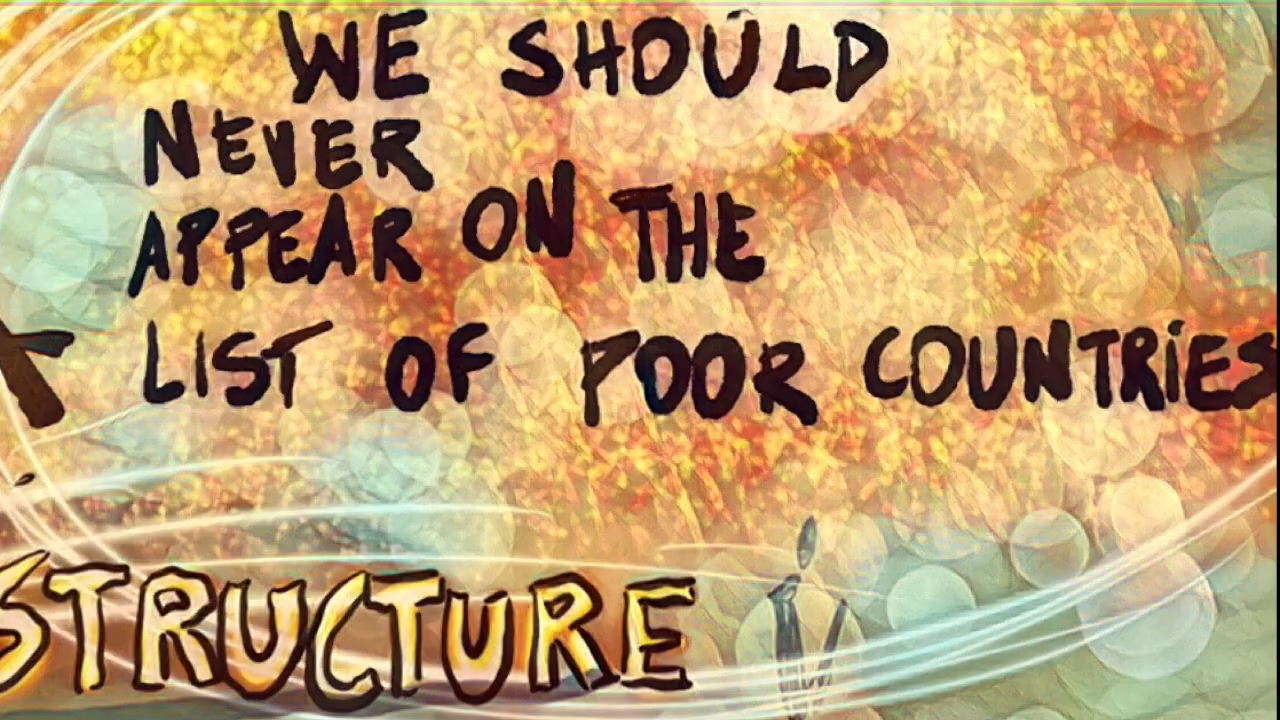 WE SHOULD
NEVER
APPEAR ON THE
LIST OF POOR COUNTRIES
STRUCTURE